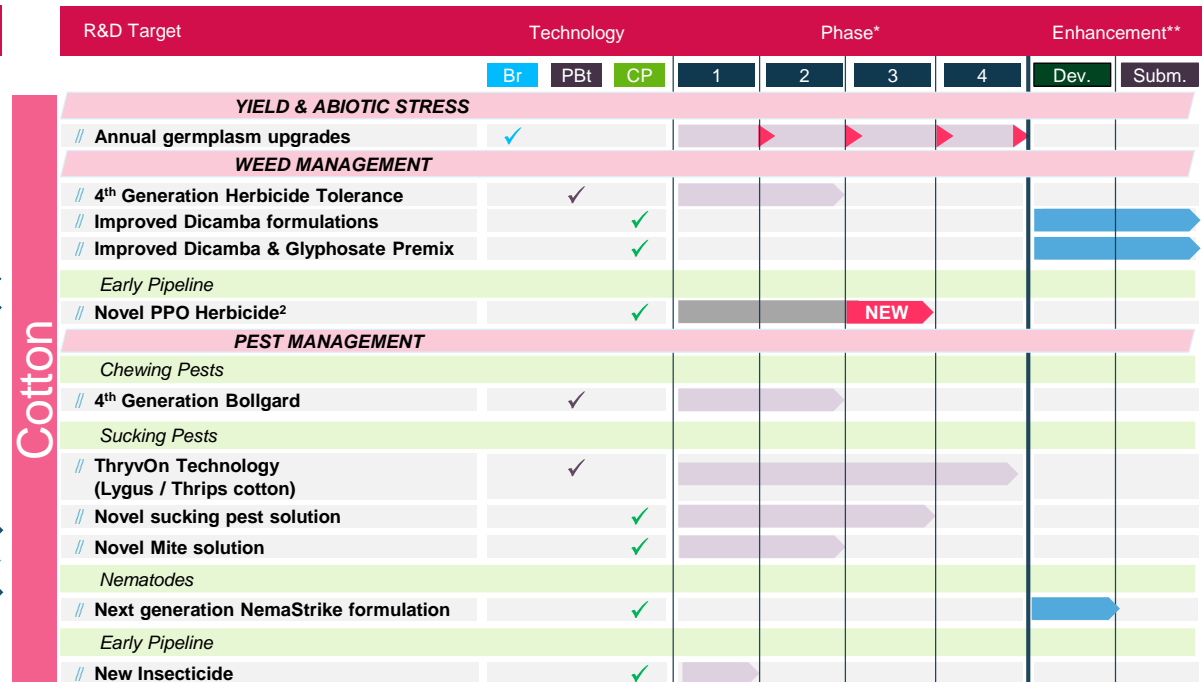 R&D Target Technology Phase* Enhancement**
Br PBt CP 1 2 3 4 Dev. Subm.
Cotton
YIELD & ABIOTIC STRESS
// Annual germplasm upgrades ✓
WEED MANAGEMENT
// 4th Generation Herbicide Tolerance ✓
// Improved Dicamba formulations ✓
// Improved Dicamba & Glyphosate Premix ✓
Early Pipeline
// Novel PPO Herbicide² ✓ NEW
PEST MANAGEMENT
Chewing Pests
// 4th Generation Bollgard ✓
Sucking Pests
// ThryvOn Technology ✓
(Lygus / Thrips cotton)
// Novel sucking pest solution ✓
// Novel Mite solution ✓
Nematodes
// Next generation NemaStrike formulation ✓
Early Pipeline
// New Insecticide ✓